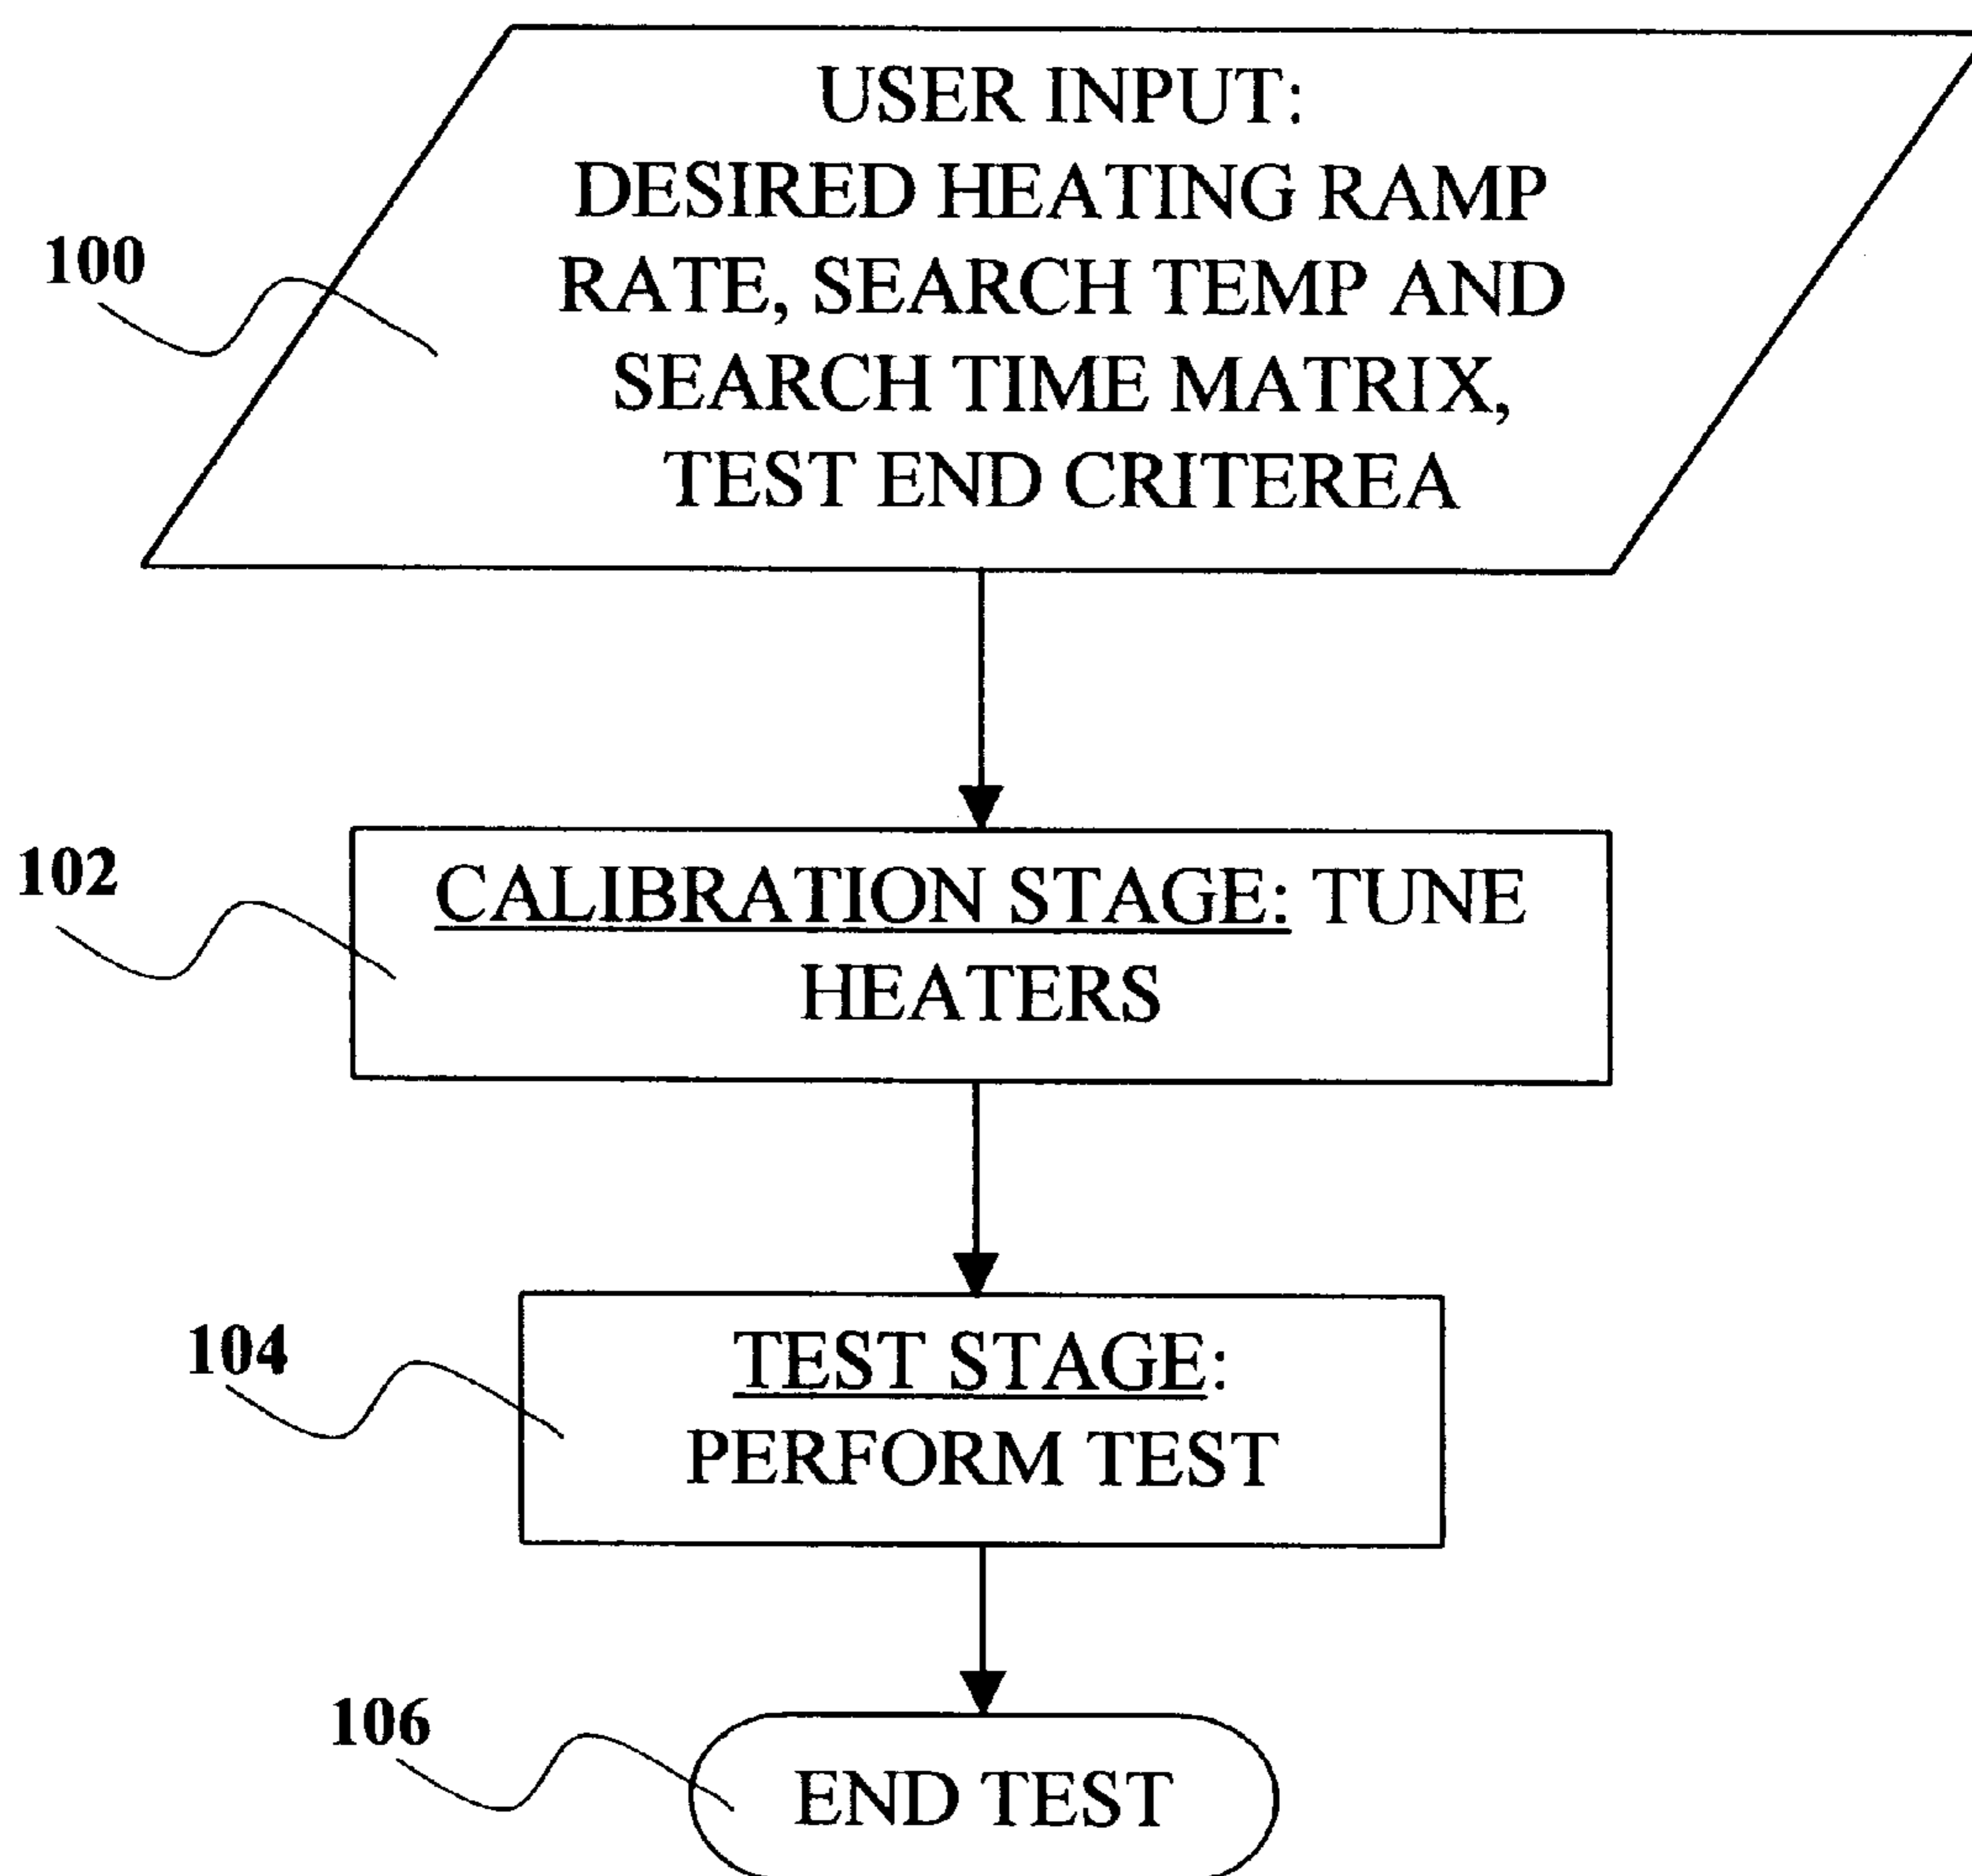 USER INPUT:
DESIRED HEATING RAMP
RATE, SEARCH TEMP AND
SEARCH TIME MATRIX,
TEST END CRITEREA
100
102
CALIBRATION STAGE: TUNE
HEATERS
104
TEST STAGE:
PERFORM TEST
106
END TEST